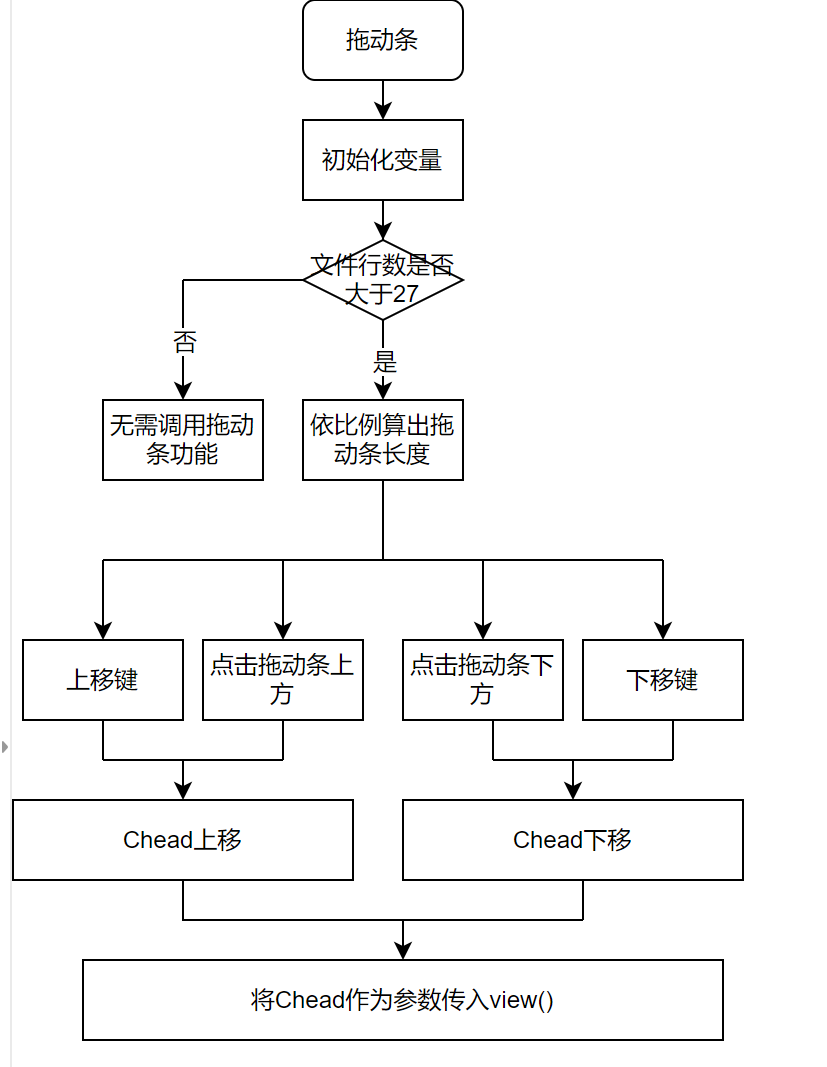 拖动条
初始化变量
文件行数是否
大于27
否
是
无需调用拖动
条功能
依比例算出拖
动条长度
上移键
点击拖动条上
方
点击拖动条下
方
下移键
Chead上移
Chead下移
将Chead作为参数传入view()